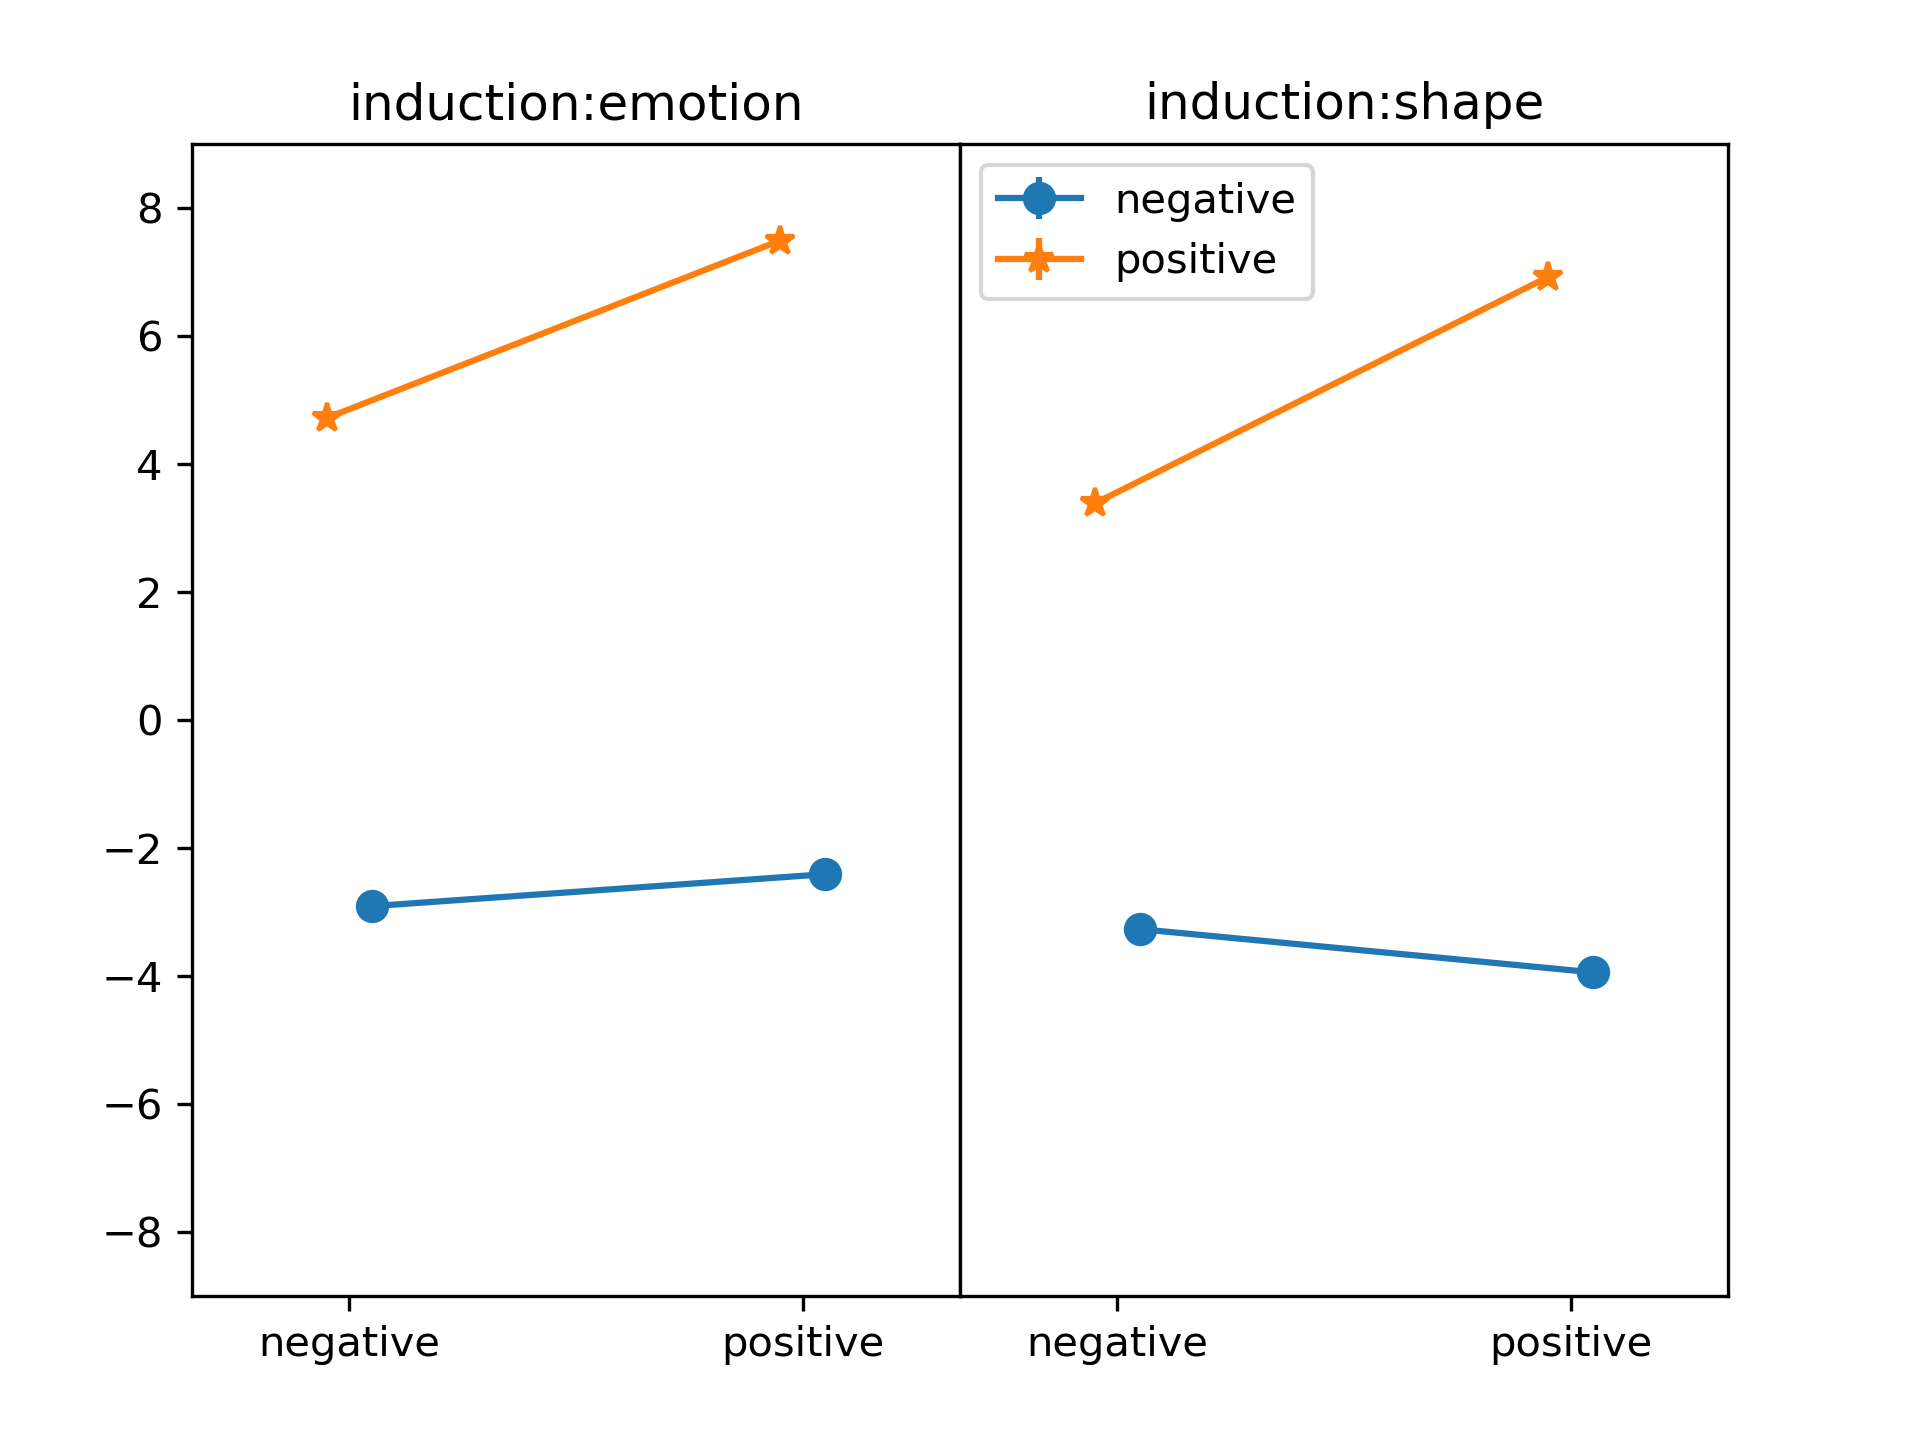 induction:emotion
induction:shape
negative
positive
8
6
4
2
0
−2
−4
−6
−8
negative
positive
negative
positive